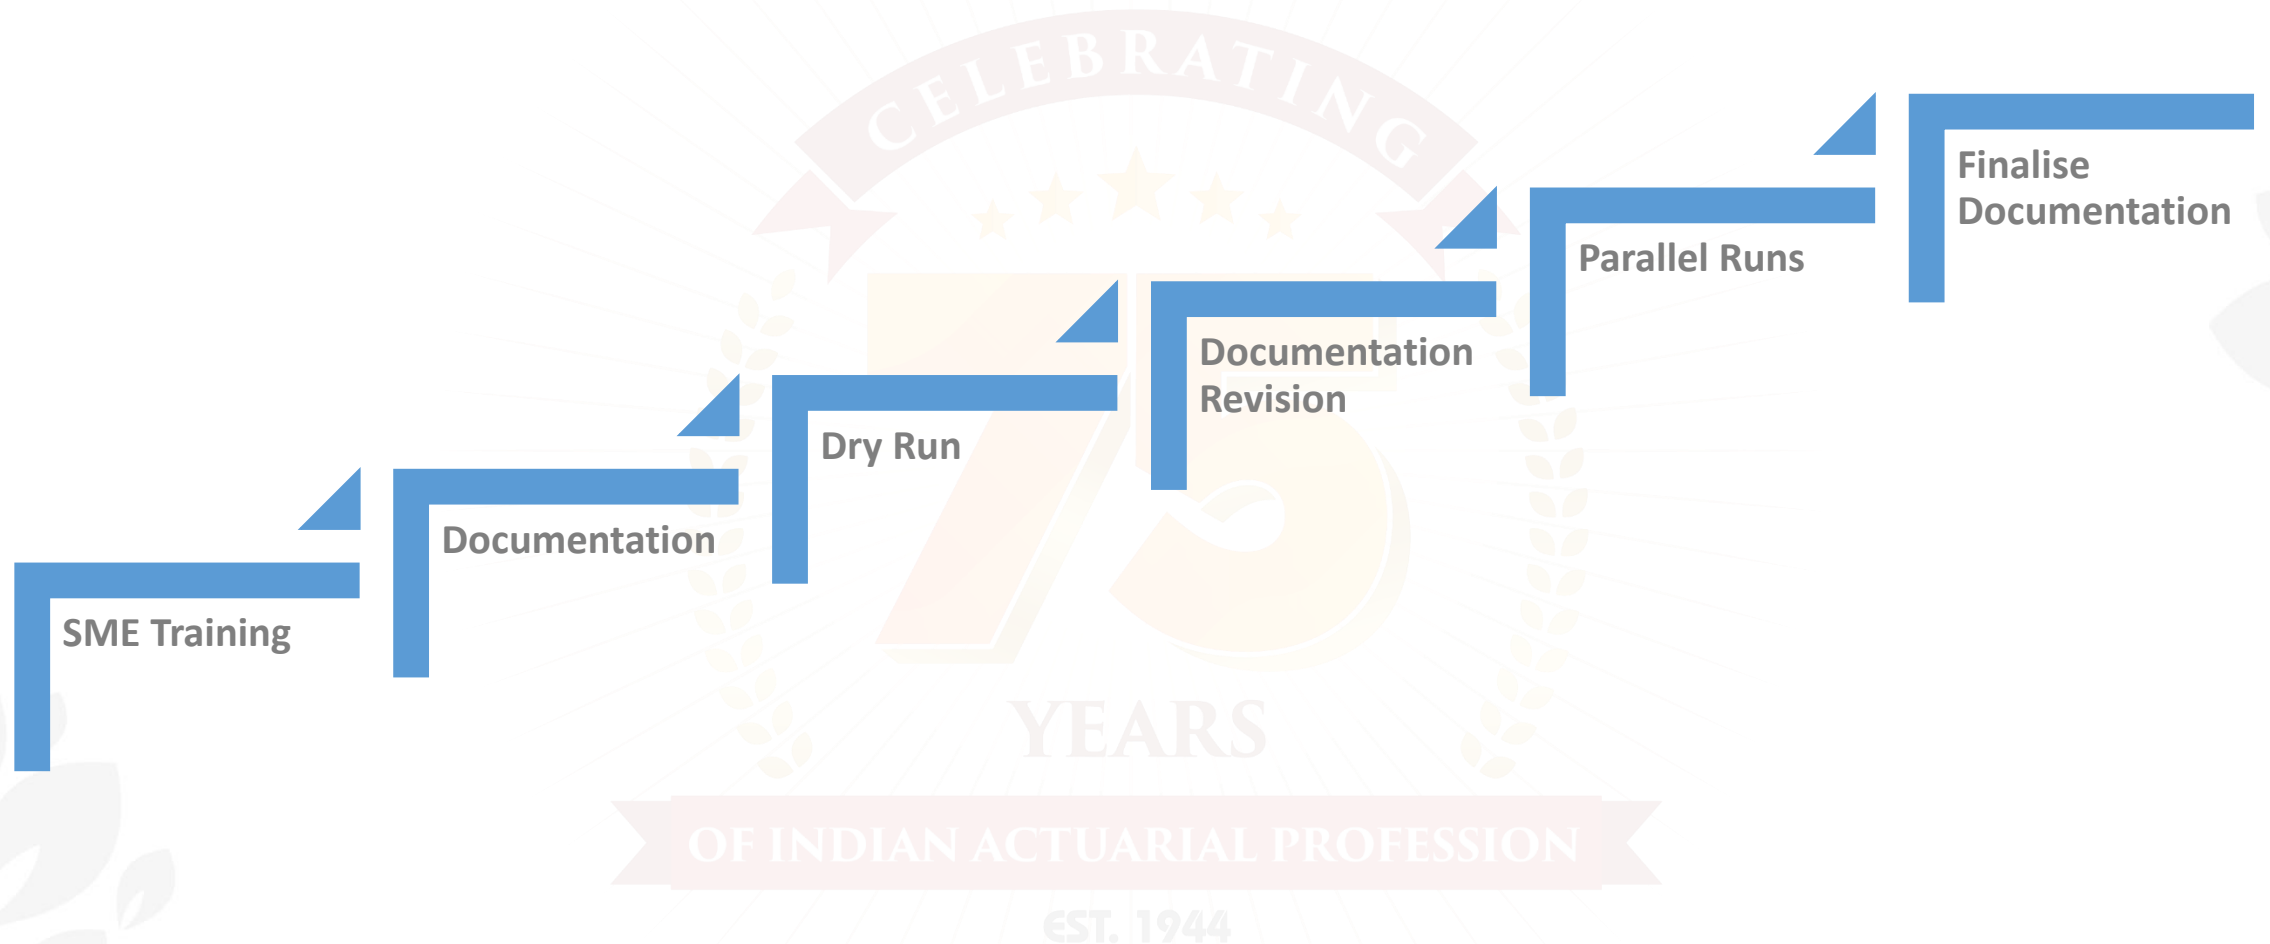 CELEBRATING
Finalise
Documentation
Parallel Runs
Documentation
Revision
Dry Run
Documentation
SME Training
75
YEARS
OF INDIAN ACTUARIAL PROFESSION
EST. 1944